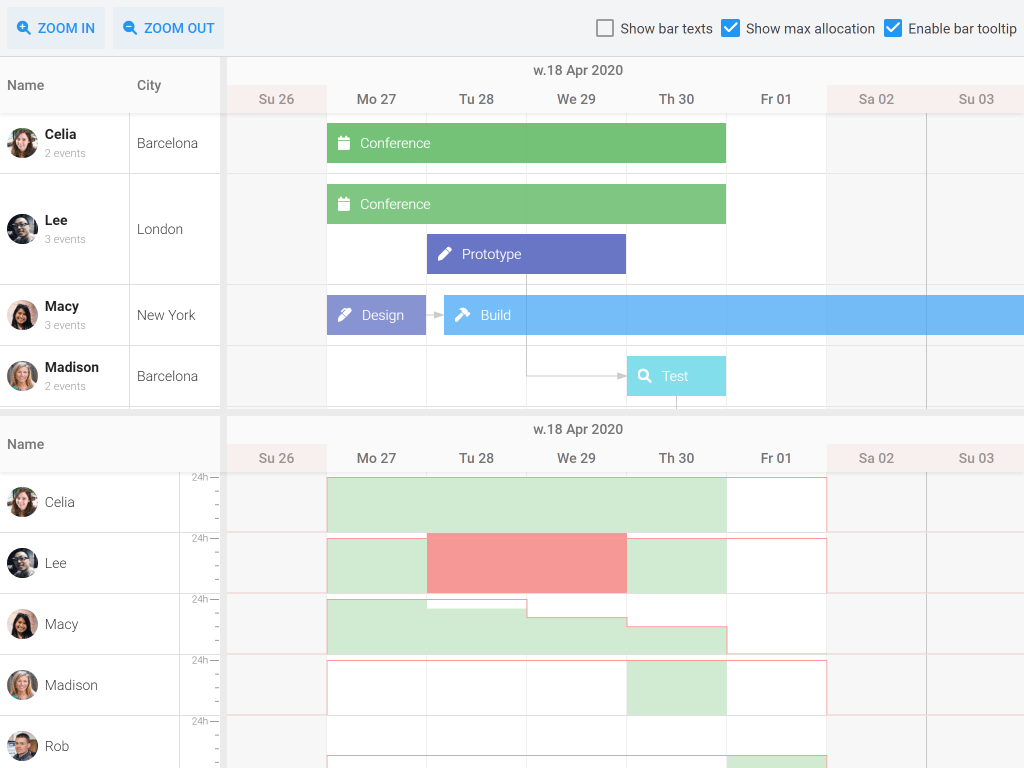 ZOOM IN ZOOM OUT Show bar texts Show max allocation Enable bar tooltip
w.18 Apr 2020
Name City
Su 26 Mo 27 Tu 28 We 29 Th 30 Fr 01 Sa 02 Su 03
Celia
2 events
Barcelona
Conference
Lee
3 events
London
Conference
Prototype
Macy
3 events
New York
Design
Build
Madison
2 events
Barcelona
Test
w.18 Apr 2020
Name
Su 26 Mo 27 Tu 28 We 29 Th 30 Fr 01 Sa 02 Su 03
24h
Celia
24h
Lee
24h
Macy
24h
Madison
24h
Rob